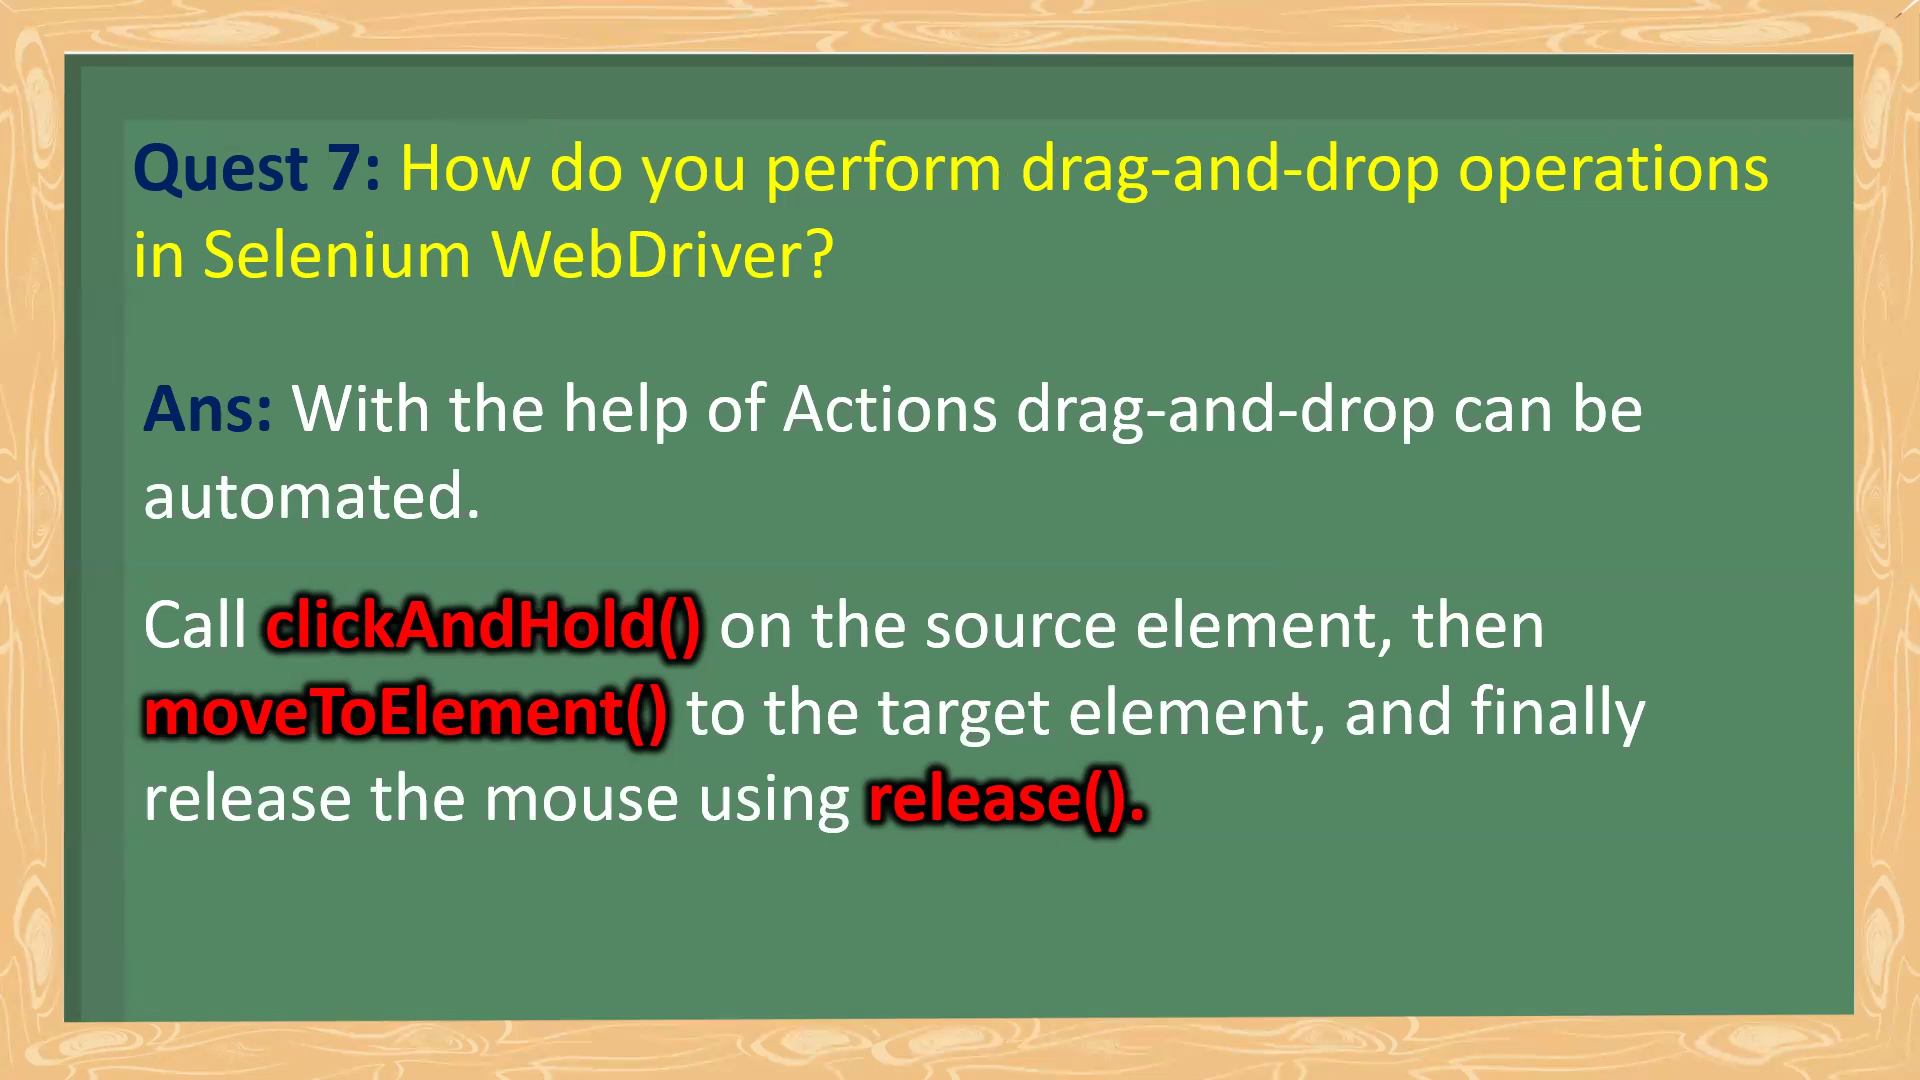 Quest 7: How do you perform drag-and-drop operations
in Selenium WebDriver?
Ans: With the help of Actions drag-and-drop can be
automated.
Call clickAndHold() on the source element, then
moveToElement() to the target element, and finally
release the mouse using release().